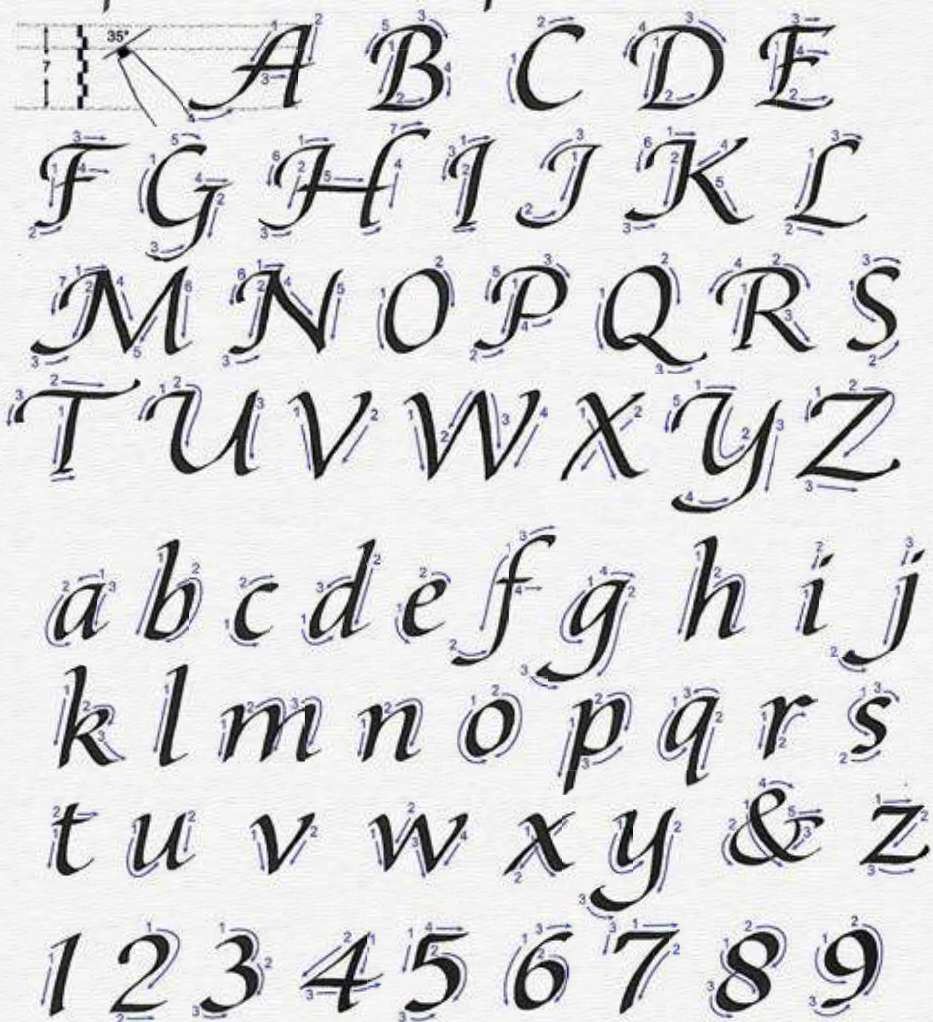 7 35° A B C D E
F G H I J K L
M N O P Q R S
T U V W X Y Z
a b c d e f g h i j
k l m n o p q r s
t u v w x y & z
1 2 3 4 5 6 7 8 9